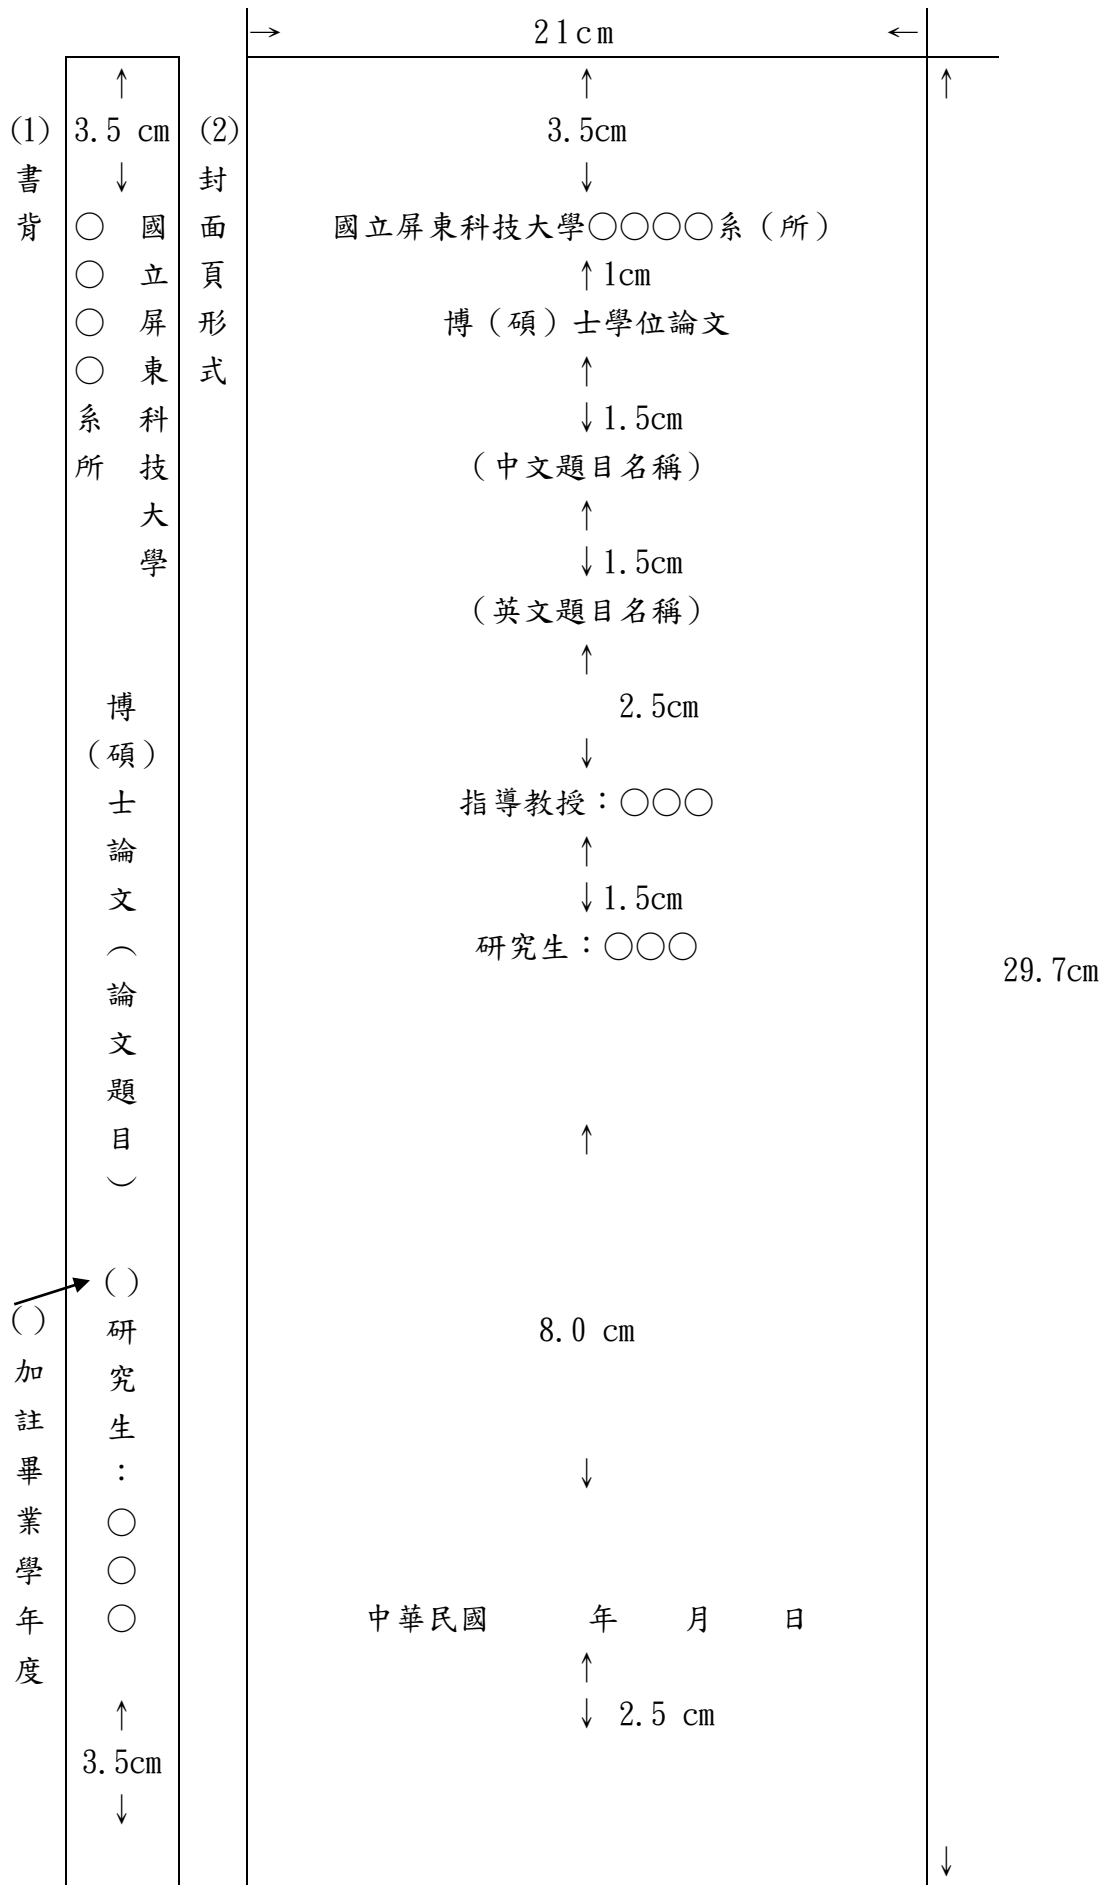 → 21cm ←
(1)書背
↑
3.5 cm
↓
國立屏東科技大學
○○○○系所
博（碩）士論文（論文題目）
( )研究生：○○○
↑
3.5cm
↓
( )加註畢業學年度
(2)封面頁形式
↑
3.5cm
↓
國立屏東科技大學○○○○系（所）
↑1cm
博（碩）士學位論文
↑
↓1.5cm
（中文題目名稱）
↑
↓1.5cm
（英文題目名稱）
↑
2.5cm
↓
指導教授：○○○
↑
↓1.5cm
研究生：○○○
↑
8.0 cm
↓
中華民國 年 月 日
↑
↓ 2.5 cm
↑
29.7cm
↓